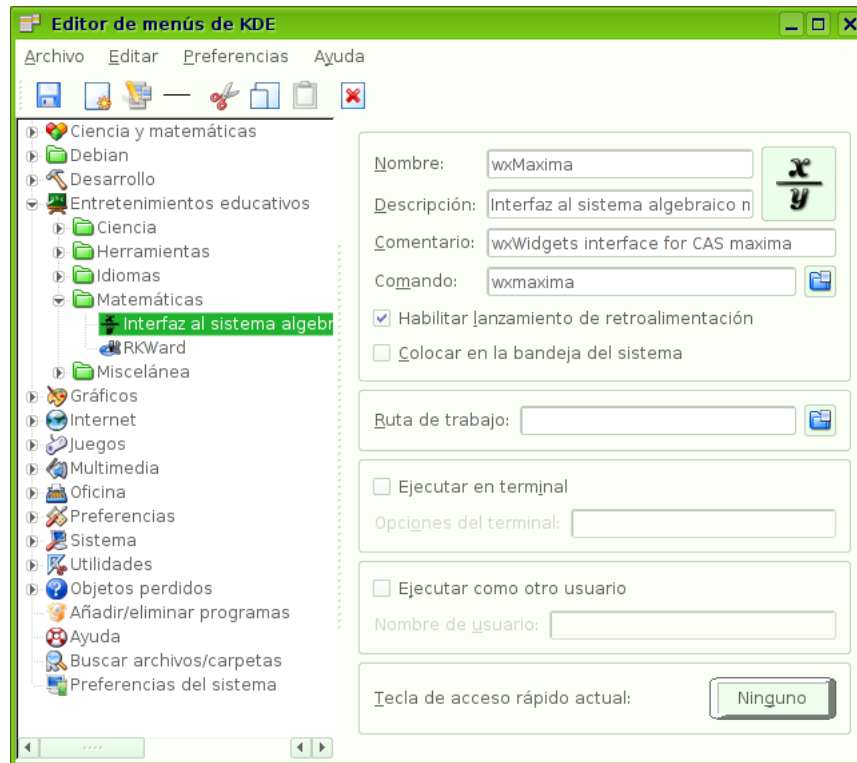 Editor de menús de KDE
Archivo Editar Preferencias Ayuda
Ciencia y matemáticas
Debian
Desarrollo
Entretenimientos educativos
Ciencia
Herramientas
Idiomas
Matemáticas
Interfaz al sistema algebr
RKWard
Miscelánea
Gráficos
Internet
Juegos
Multimedia
Oficina
Preferencias
Sistema
Utilidades
Objetos perdidos
Añadir/eliminar programas
Ayuda
Buscar archivos/carpetas
Preferencias del sistema
Nombre: wxMaxima
x
y
Descripción: Interfaz al sistema algebraico n
Comentario: wxWidgets interface for CAS maxima
Comando: wxmaxima
Habilitar lanzamiento de retroalimentación
Colocar en la bandeja del sistema
Ruta de trabajo:
Ejecutar en terminal
Opciones del terminal:
Ejecutar como otro usuario
Nombre de usuario:
Tecla de acceso rápido actual: Ninguno